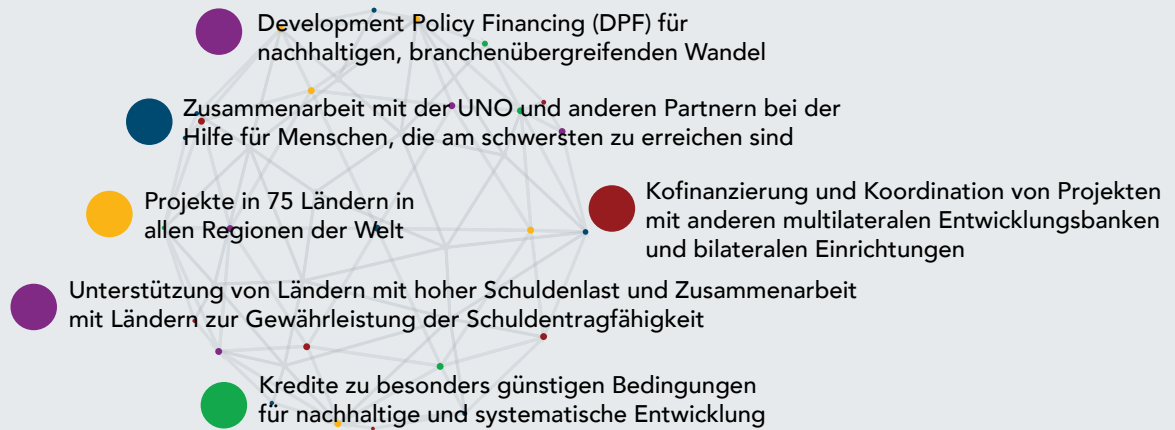 Development Policy Financing (DPF) für
nachhaltigen, branchenübergreifenden Wandel
Zusammenarbeit mit der UNO und anderen Partnern bei der
Hilfe für Menschen, die am schwersten zu erreichen sind
Projekte in 75 Ländern in
allen Regionen der Welt
Kofinanzierung und Koordination von Projekten
mit anderen multilateralen Entwicklungsbanken
und bilateralen Einrichtungen
Unterstützung von Ländern mit hoher Schuldenlast und Zusammenarbeit
mit Ländern zur Gewährleistung der Schuldentragfähigkeit
Kredite zu besonders günstigen Bedingungen
für nachhaltige und systematische Entwicklung